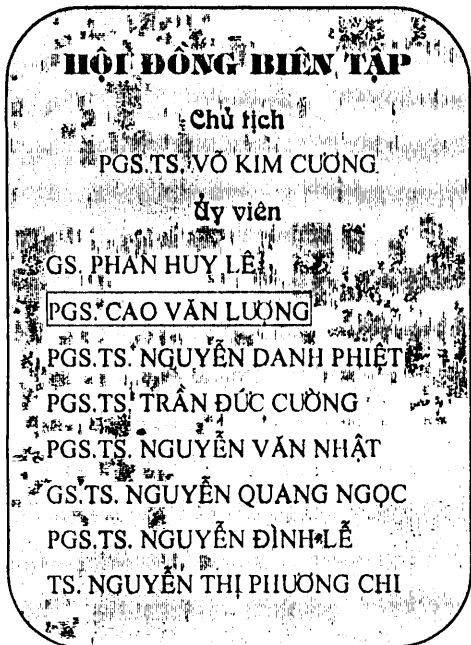 HỘI ĐỒNG BIÊN TẬP
Chủ tịch
PGS.TS. VÕ KIM CƯƠNG
ủy viên
GS. PHAN HUY LÊ
PGS. CAO VĂN LƯỢNG
PGS.TS. NGUYỄN DANH PHIỆT
PGS.TS. TRẦN ĐỨC CƯỜNG
PGS.TS. NGUYỄN VĂN NHẬT
GS.TS. NGUYỄN QUANG NGỌC
PGS.TS. NGUYỄN ĐÌNH LỄ
TS. NGUYỄN THỊ PHƯƠNG CHI